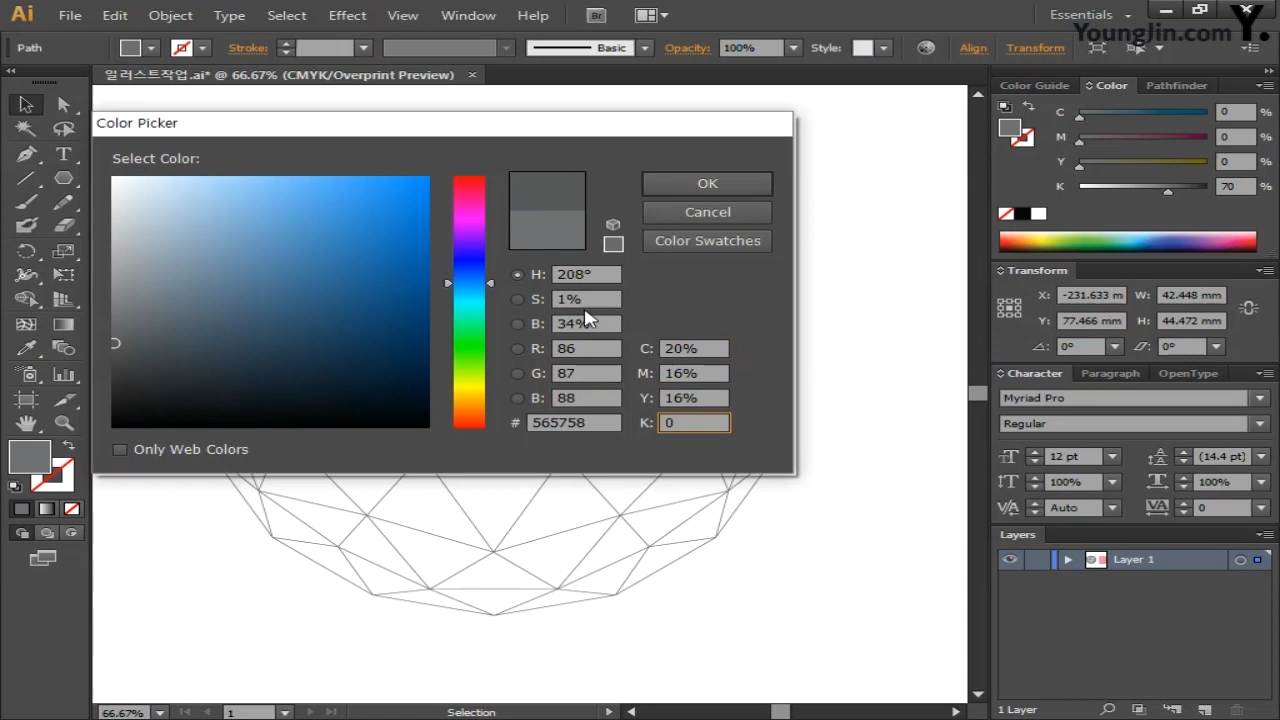 Ai File Edit Object Type Select Effect View Window Help Br Essentials
YoungJin.com Y.
Path Stroke: Basic Opacity: 100% Style: Align Transform
일러스트작업.ai* @ 66.67% (CMYK/Overprint Preview) ×
Color Guide Color Pathfinder
C 0 %
M 0 %
Y 0 %
K 70 %
Color Picker
Select Color:
OK
Cancel
Color Swatches
H: 208°
S: 1%
B: 34%
R: 86 C: 20%
G: 87 M: 16%
B: 88 Y: 16%
# 565758 K: 0
Only Web Colors
Transform
X: -231.633 m W: 42.448 mm
Y: 77.466 mm H: 44.472 mm
0° 0°
Character Paragraph OpenType
Myriad Pro
Regular
12 pt (14.4 pt)
100% 100%
Auto 0
Layers
Layer 1
1 Layer
66.67% 1 Selection